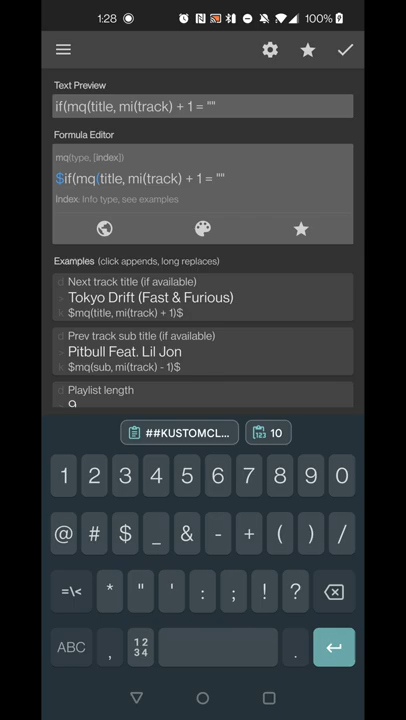 1:28
100%
Text Preview
if(mq(title, mi(track) + 1 = ""
Formula Editor
mq(type, [index])
$if(mq(title, mi(track) + 1 = ""
Index: Info type, see examples
Examples (click appends, long replaces)
d Next track title (if available)
> Tokyo Drift (Fast & Furious)
k $mq(title, mi(track) + 1)$
d Prev track sub title (if available)
> Pitbull Feat. Lil Jon
k $mq(sub, mi(track) - 1)$
d Playlist length
9
##KUSTOMCL... 123 10
1 2 3 4 5 6 7 8 9 0
@ # $ _ & - + ( ) /
=\< * " ' : ; ! ?
ABC , 12 34 .